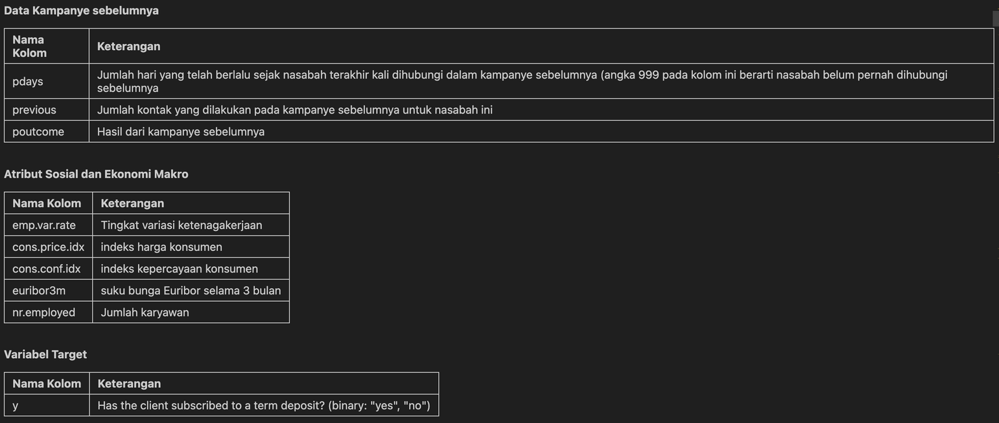 Data Kampanye sebelumnya
Nama
Kolom
Keterangan
pdays
Jumlah hari yang telah berlalu sejak nasabah terakhir kali dihubungi dalam kampanye sebelumnya (angka 999 pada kolom ini berarti nasabah belum pernah dihubungi
sebelumnya
previous
Jumlah kontak yang dilakukan pada kampanye sebelumnya untuk nasabah ini
poutcome
Hasil dari kampanye sebelumnya
Atribut Sosial dan Ekonomi Makro
Nama Kolom
Keterangan
emp.var.rate
Tingkat variasi ketenagakerjaan
cons.price.idx
indeks harga konsumen
cons.conf.idx
indeks kepercayaan konsumen
euribor3m
suku bunga Euribor selama 3 bulan
nr.employed
Jumlah karyawan
Variabel Target
Nama Kolom
Keterangan
y
Has the client subscribed to a term deposit? (binary: "yes", "no")